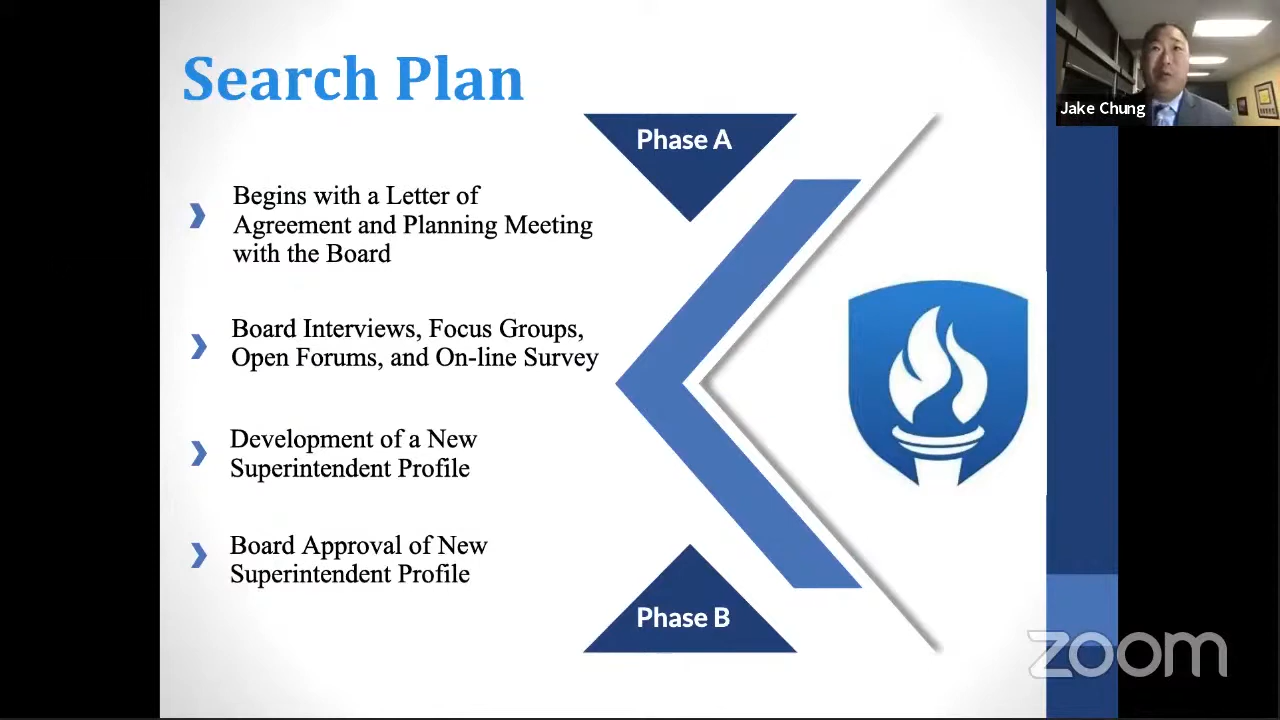 Search Plan
Phase A
Jake Chung
Begins with a Letter of
Agreement and Planning Meeting
with the Board
Board Interviews, Focus Groups,
Open Forums, and On-line Survey
Development of a New
Superintendent Profile
Board Approval of New
Superintendent Profile
Phase B
zoom